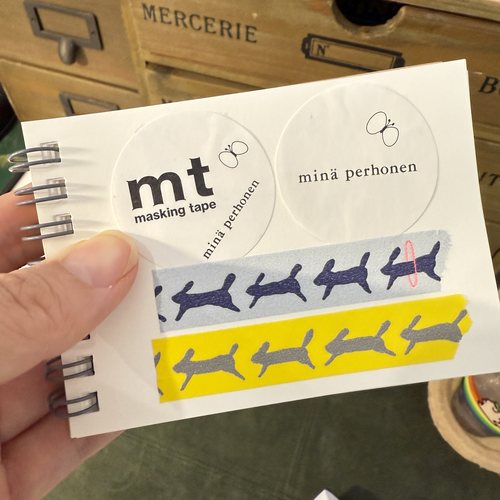 MERCERIE
N
mt
masking tape
minä perhonen
minä perhonen